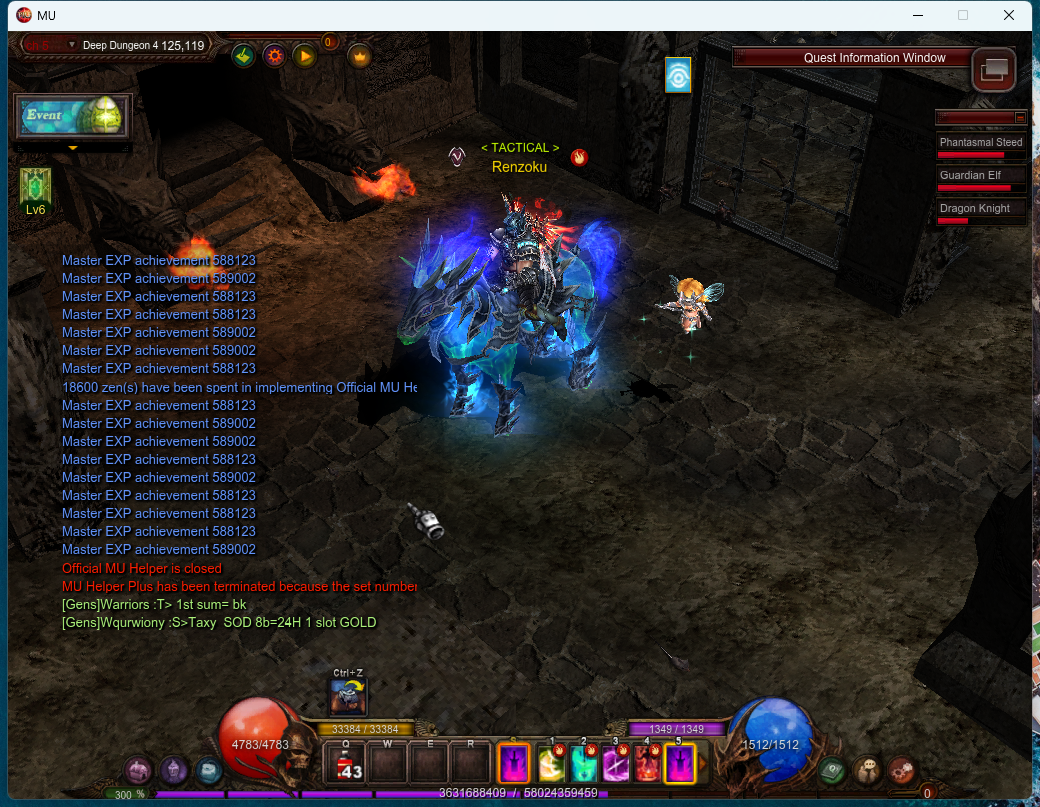 MU
Ch 5
Deep Dungeon 4 125,119
0
Quest Information Window
Event
Lv6
Phantasmal Steed
Guardian Elf
Dragon Knight
< TACTICAL >
Renzoku
Master EXP achievement 588123
Master EXP achievement 589002
Master EXP achievement 588123
Master EXP achievement 588123
Master EXP achievement 589002
Master EXP achievement 589002
Master EXP achievement 588123
18600 zen(s) have been spent in implementing Official MU He
Master EXP achievement 588123
Master EXP achievement 589002
Master EXP achievement 589002
Master EXP achievement 588123
Master EXP achievement 589002
Master EXP achievement 588123
Master EXP achievement 588123
Master EXP achievement 588123
Master EXP achievement 589002
Official MU Helper is closed
MU Helper Plus has been terminated because the set number
[Gens]Warriors :T> 1st sum= bk
[Gens]Wqurwiony :S>Taxy  SOD 8b=24H 1 slot GOLD
Ctrl+Z
33384 / 33384
1349 / 1349
4783/4783
1512/1512
Q W E R 1 2 3 4 5
43
300 %
3631688409 / 58024359459
0